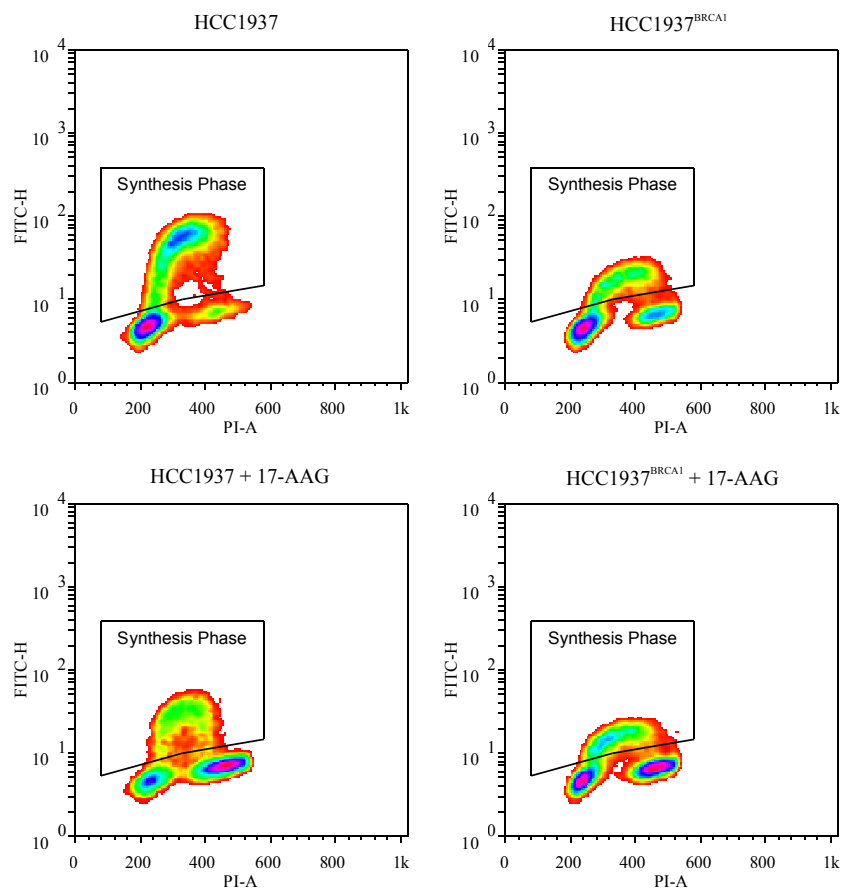 HCC1937
HCC1937BRCA1
10 4
10 3
10 2
10 1
10 0
FITC-H
Synthesis Phase
0 200 400 600 800 1k
PI-A
10 4
10 3
10 2
10 1
10 0
FITC-H
Synthesis Phase
0 200 400 600 800 1k
PI-A
HCC1937 + 17-AAG
HCC1937BRCA1 + 17-AAG
10 4
10 3
10 2
10 1
10 0
FITC-H
Synthesis Phase
0 200 400 600 800 1k
PI-A
10 4
10 3
10 2
10 1
10 0
FITC-H
Synthesis Phase
0 200 400 600 800 1k
PI-A